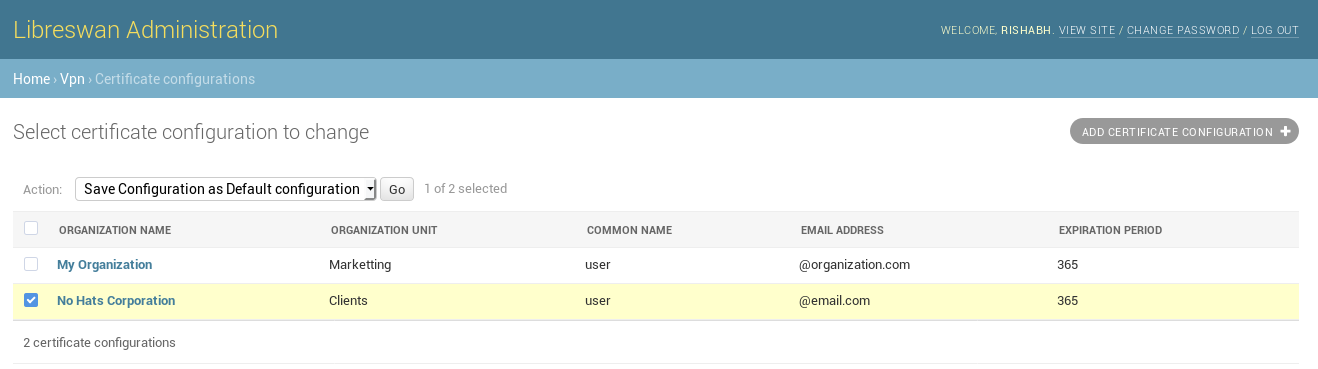 Libreswan Administration
WELCOME, RISHABH. VIEW SITE / CHANGE PASSWORD / LOG OUT
Home › Vpn › Certificate configurations
Select certificate configuration to change
ADD CERTIFICATE CONFIGURATION +
Action: Save Configuration as Default configuration Go 1 of 2 selected
ORGANIZATION NAME ORGANIZATION UNIT COMMON NAME EMAIL ADDRESS EXPIRATION PERIOD
My Organization Marketting user @organization.com 365
No Hats Corporation Clients user @email.com 365
2 certificate configurations